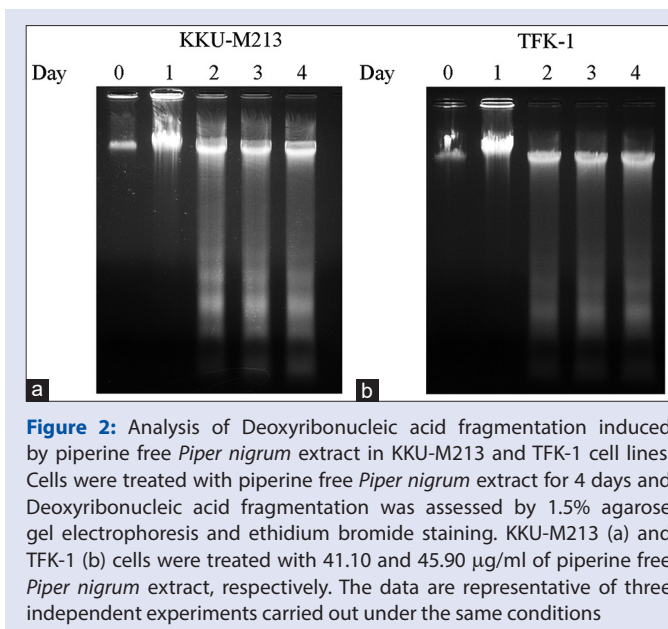 KKU-M213 TFK-1
Day 0 1 2 3 4 Day 0 1 2 3 4
a b
Figure 2: Analysis of Deoxyribonucleic acid fragmentation induced
by piperine free Piper nigrum extract in KKU-M213 and TFK-1 cell lines
Cells were treated with piperine free Piper nigrum extract for 4 days and
Deoxyribonucleic acid fragmentation was assessed by 1.5% agarose
gel electrophoresis and ethidium bromide staining. KKU-M213 (a) and
TFK-1 (b) cells were treated with 41.10 and 45.90 μg/ml of piperine free
Piper nigrum extract, respectively. The data are representative of three
independent experiments carried out under the same conditions